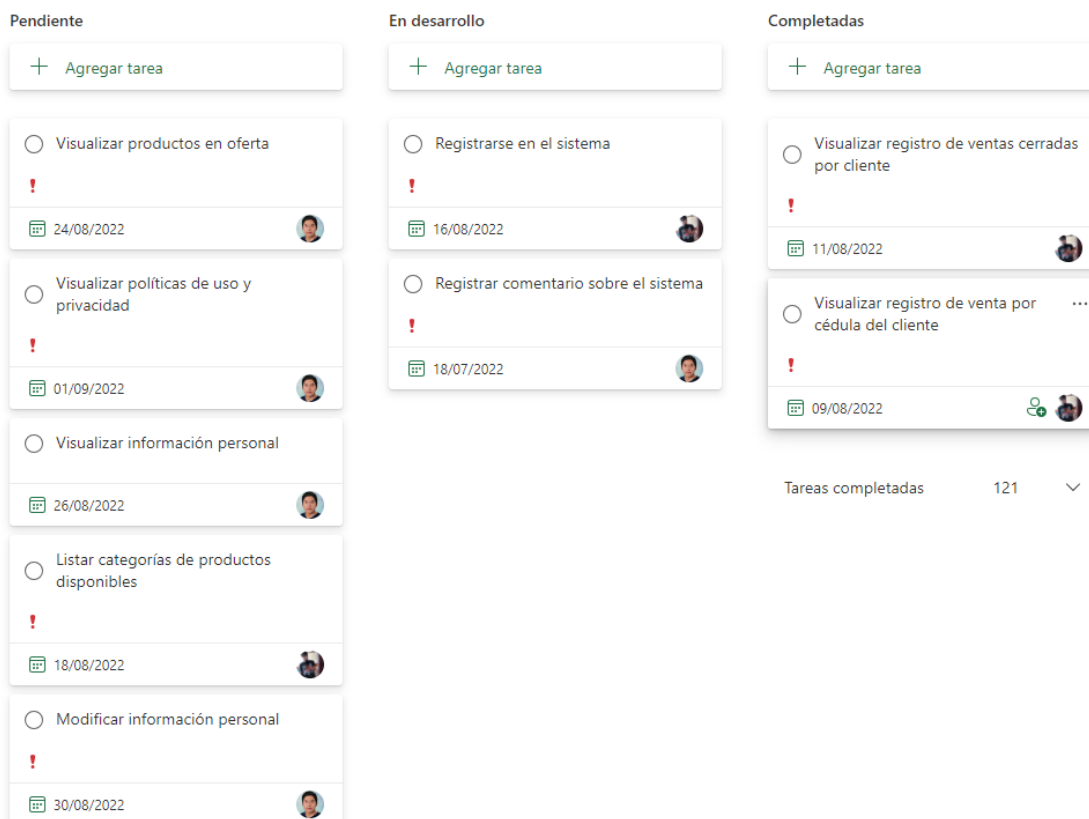 Pendiente
Agregar tarea
Visualizar productos en oferta
24/08/2022
Visualizar políticas de uso y
privacidad
01/09/2022
Visualizar información personal
26/08/2022
Listar categorías de productos
disponibles
18/08/2022
Modificar información personal
30/08/2022
En desarrollo
Agregar tarea
Registrarse en el sistema
16/08/2022
Registrar comentario sobre el sistema
18/07/2022
Completadas
Agregar tarea
Visualizar registro de ventas cerradas
por cliente
11/08/2022
Visualizar registro de venta por
cédula del cliente
09/08/2022
Tareas completadas 121